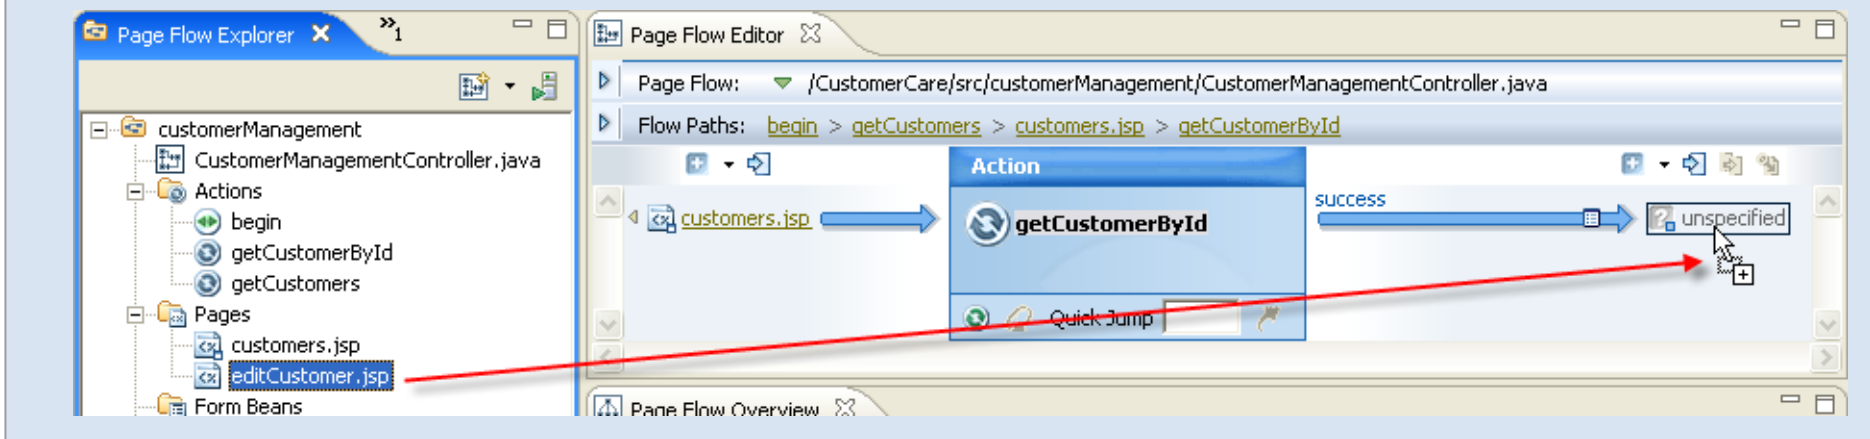 Page Flow Explorer
»1
customerManagement
CustomerManagementController.java
Actions
begin
getCustomerById
getCustomers
Pages
customers.jsp
editCustomer.jsp
Form Beans
Page Flow Editor
Page Flow: /CustomerCare/src/customerManagement/CustomerManagementController.java
Flow Paths: begin > getCustomers > customers.jsp > getCustomerById
Action
customers.jsp
getCustomerById
success
unspecified
Quick Jump
Page Flow Overview